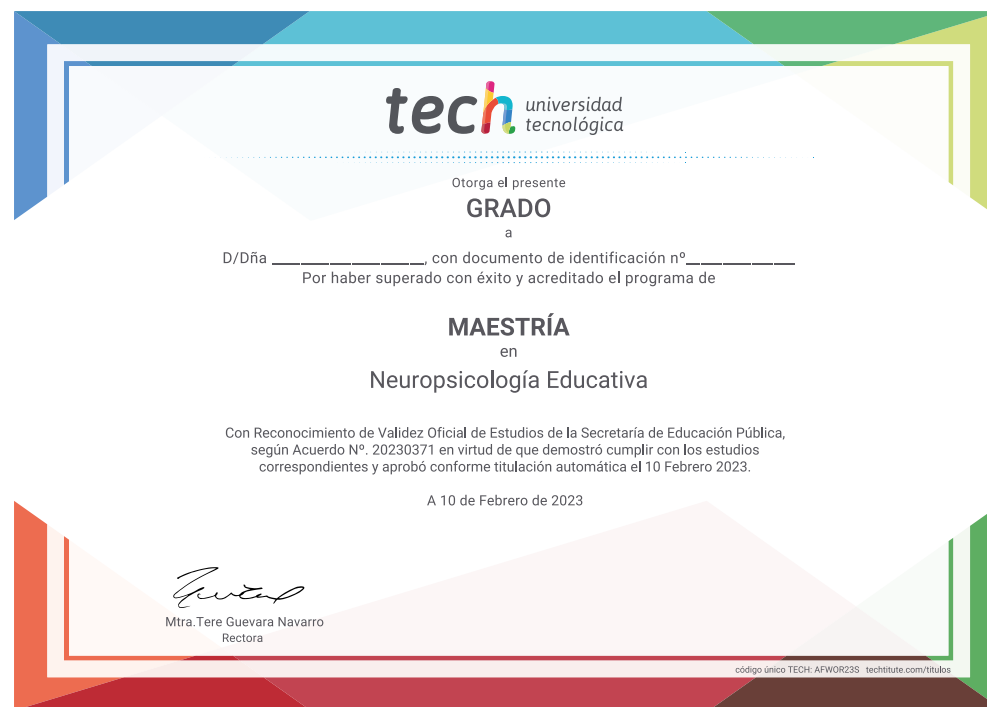 tech universidad
tecnológica
Otorga el presente
GRADO
a
D/Dña ____________________, con documento de identificación nº______________
Por haber superado con éxito y acreditado el programa de
MAESTRÍA
en
Neuropsicología Educativa
Con Reconocimiento de Validez Oficial de Estudios de la Secretaría de Educación Pública,
según Acuerdo Nº. 20230371 en virtud de que demostró cumplir con los estudios
correspondientes y aprobó conforme titulación automática el 10 Febrero 2023.
A 10 de Febrero de 2023
Mtra.Tere Guevara Navarro
Rectora
código único TECH: AFWOR23S techtitute.com/titulos